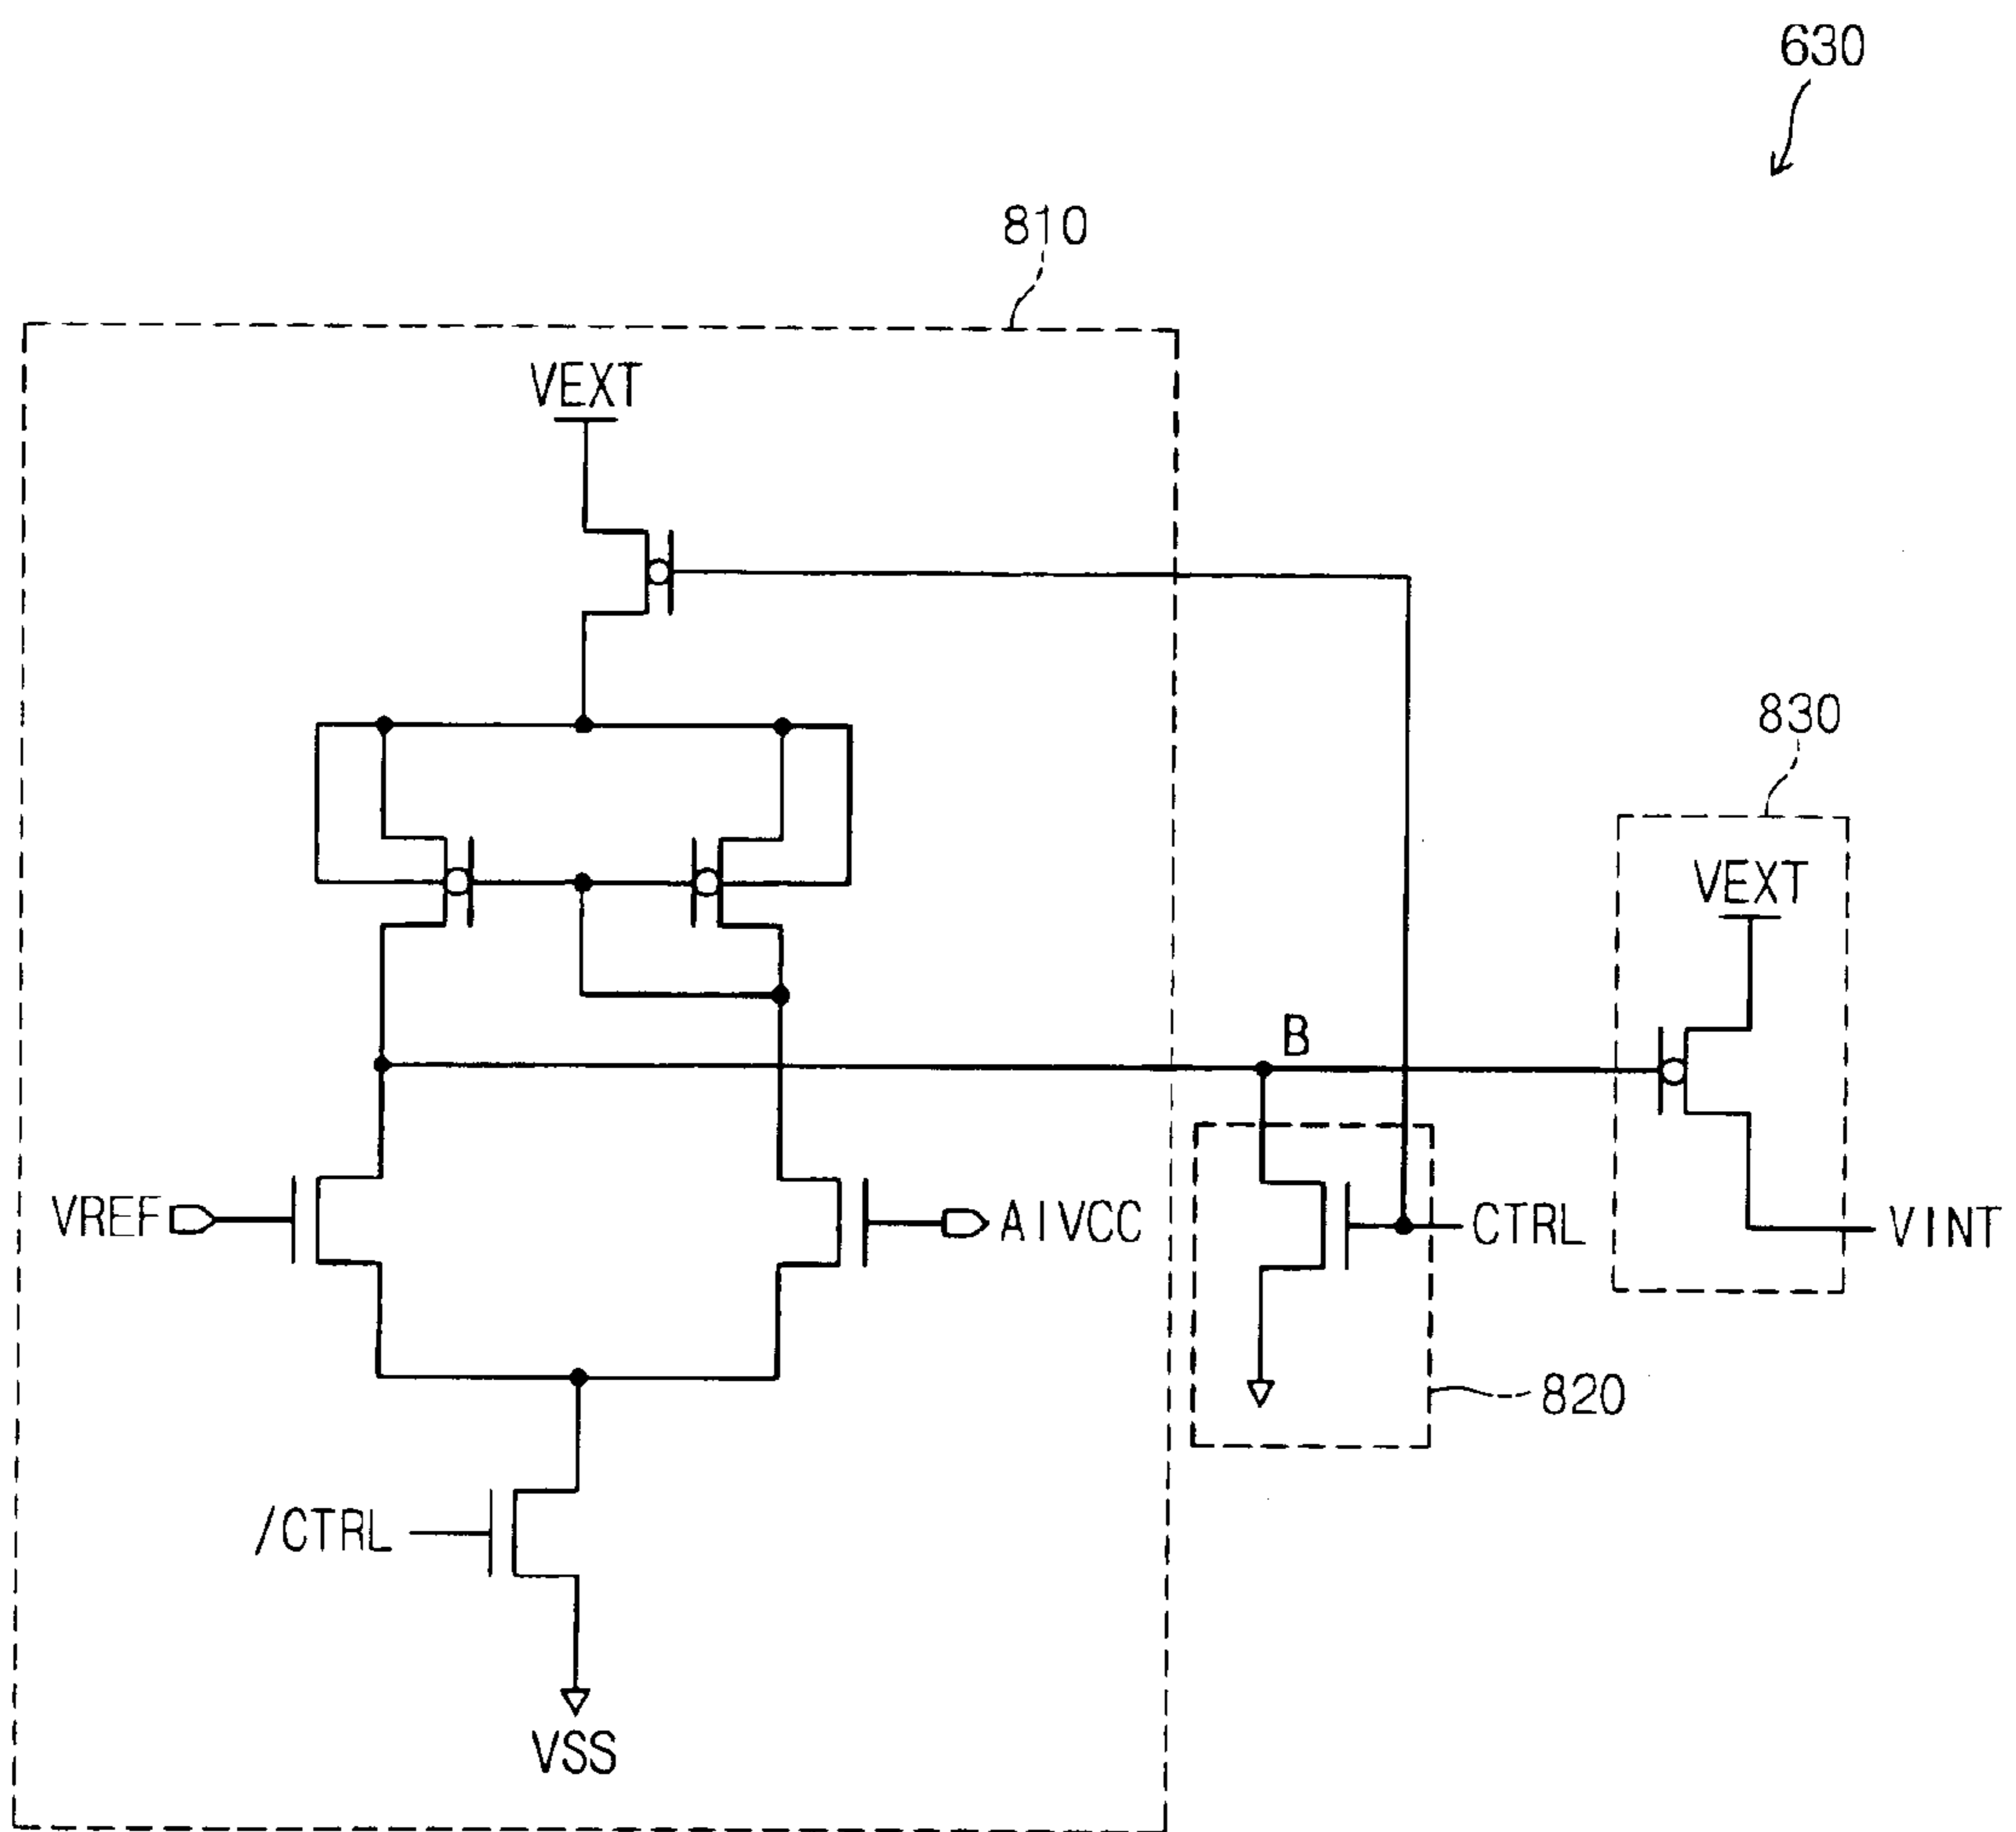 630
810
VEXT
830
VEXT
B
VREF
AIVCC
CTRL
VINT
820
/CTRL
VSS